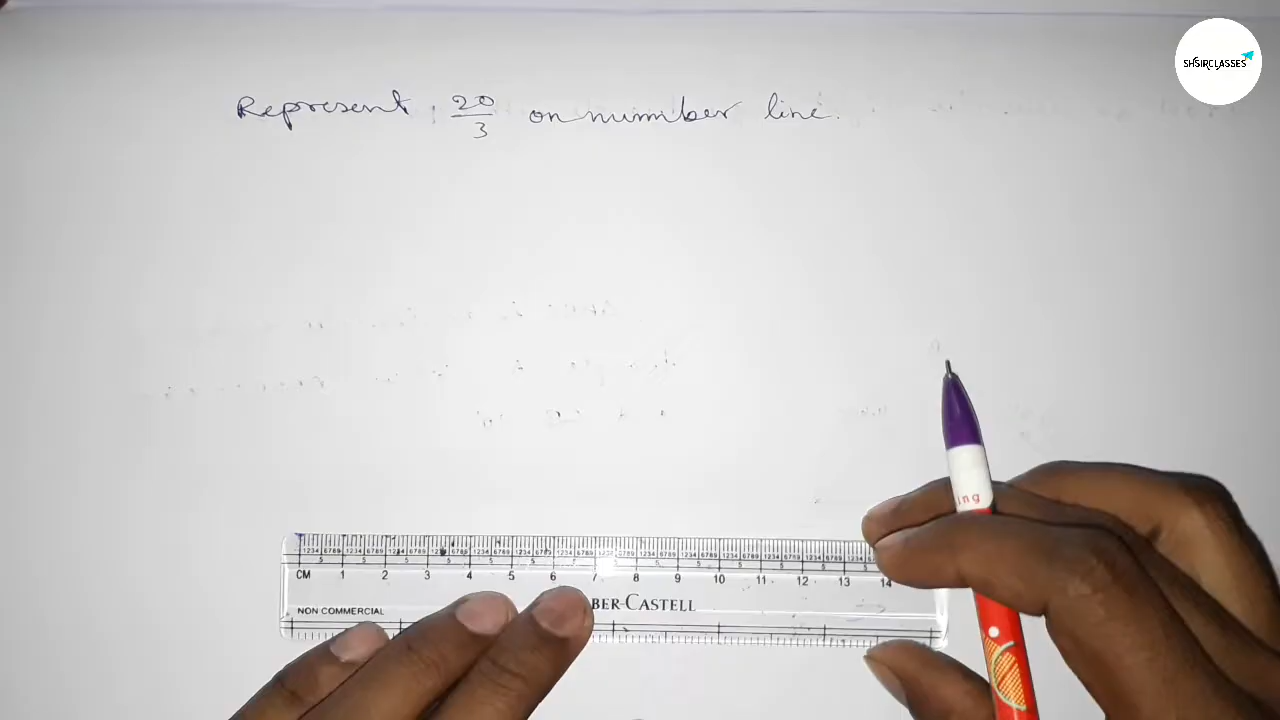 SHSIRCLASSES
Represent 20/3 on number line.
CM 1 2 3 4 5 6 7 8 9 10 11 12 13 14
NON COMMERCIAL
BER-CASTELL
ing